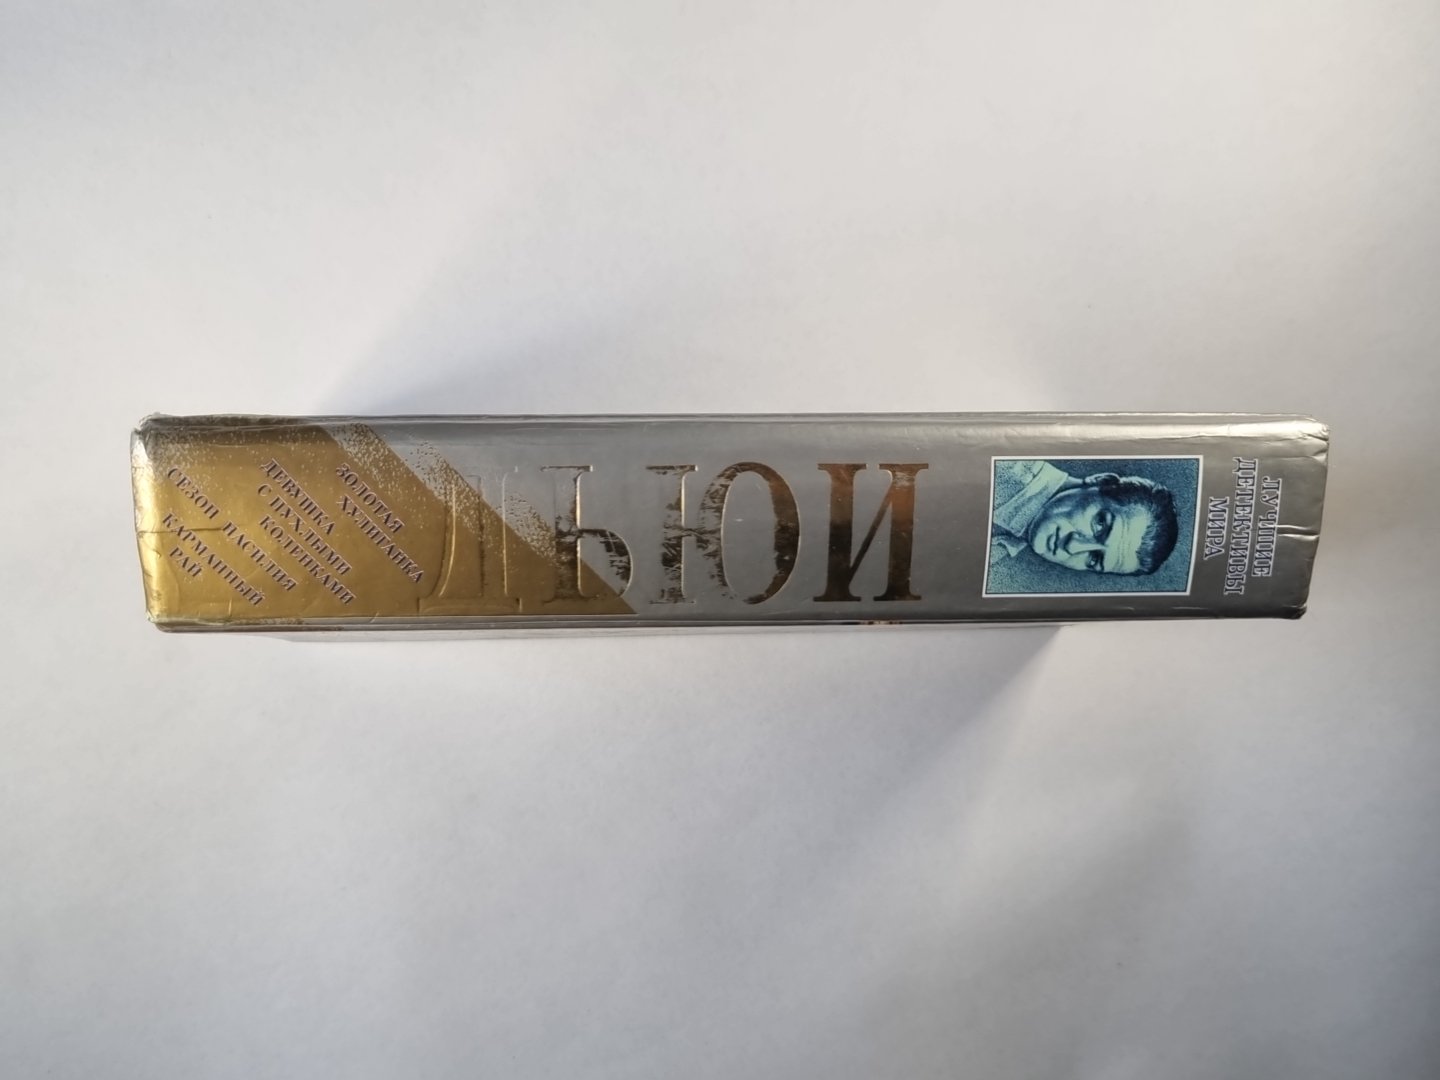 ЛУЧШИЕ
ДЕТЕКТИВЫ
МИРА
ДЬЮИ
ЗОЛОТАЯ
ХУЛИГАНКА
ДЕВУШКА
С ПУХЛЫМИ
КОЛЕНКАМИ
СЕЗОН НАСИЛИЯ
КАРМАННЫЙ
РАЙ